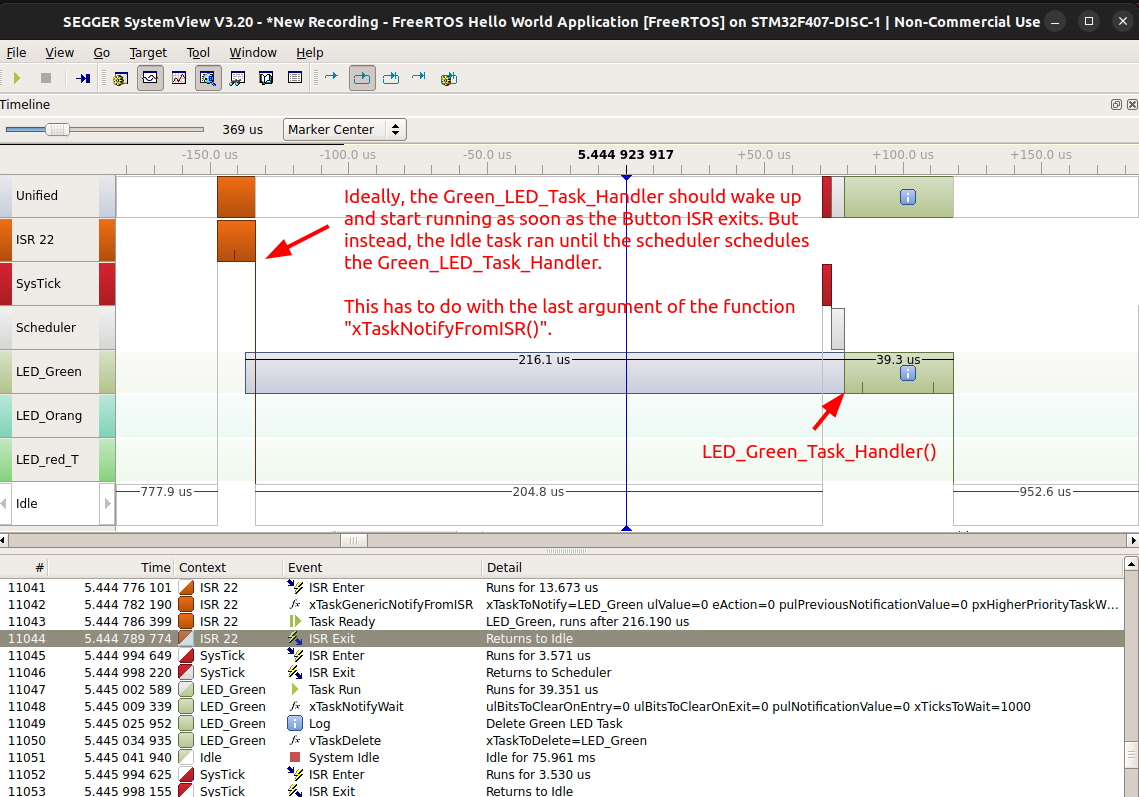 SEGGER SystemView V3.20 - *New Recording - FreeRTOS Hello World Application [FreeRTOS] on STM32F407-DISC-1 | Non-Commercial Use
File View Go Target Tool Window Help
Timeline
369 us Marker Center
-150.0 us -100.0 us -50.0 us 5.444 923 917 +50.0 us +100.0 us +150.0 us
Unified
ISR 22
SysTick
Scheduler
LED_Green
LED_Orang
LED_red_T
Idle
Ideally, the Green_LED_Task_Handler should wake up
and start running as soon as the Button ISR exits. But
instead, the Idle task ran until the scheduler schedules
the Green_LED_Task_Handler.
This has to do with the last argument of the function
"xTaskNotifyFromISR()".
216.1 us 39.3 us
LED_Green_Task_Handler()
777.9 us 204.8 us 952.6 us
# Time Context Event Detail
11041 5.444 776 101 ISR 22 ISR Enter Runs for 13.673 us
11042 5.444 782 190 ISR 22 fx xTaskGenericNotifyFromISR xTaskToNotify=LED_Green ulValue=0 eAction=0 pulPreviousNotificationValue=0 pxHigherPriorityTaskW...
11043 5.444 786 399 ISR 22 Task Ready LED_Green, runs after 216.190 us
11044 5.444 789 774 ISR 22 ISR Exit Returns to Idle
11045 5.444 994 649 SysTick ISR Enter Runs for 3.571 us
11046 5.444 998 220 SysTick ISR Exit Returns to Scheduler
11047 5.445 002 589 LED_Green Task Run Runs for 39.351 us
11048 5.445 009 339 LED_Green fx xTaskNotifyWait ulBitsToClearOnEntry=0 ulBitsToClearOnExit=0 pulNotificationValue=0 xTicksToWait=1000
11049 5.445 025 952 LED_Green Log Delete Green LED Task
11050 5.445 034 935 LED_Green fx vTaskDelete xTaskToDelete=LED_Green
11051 5.445 041 940 Idle System Idle Idle for 75.961 ms
11052 5.445 994 625 SysTick ISR Enter Runs for 3.530 us
11053 5.445 998 155 SysTick ISR Exit Returns to Idle